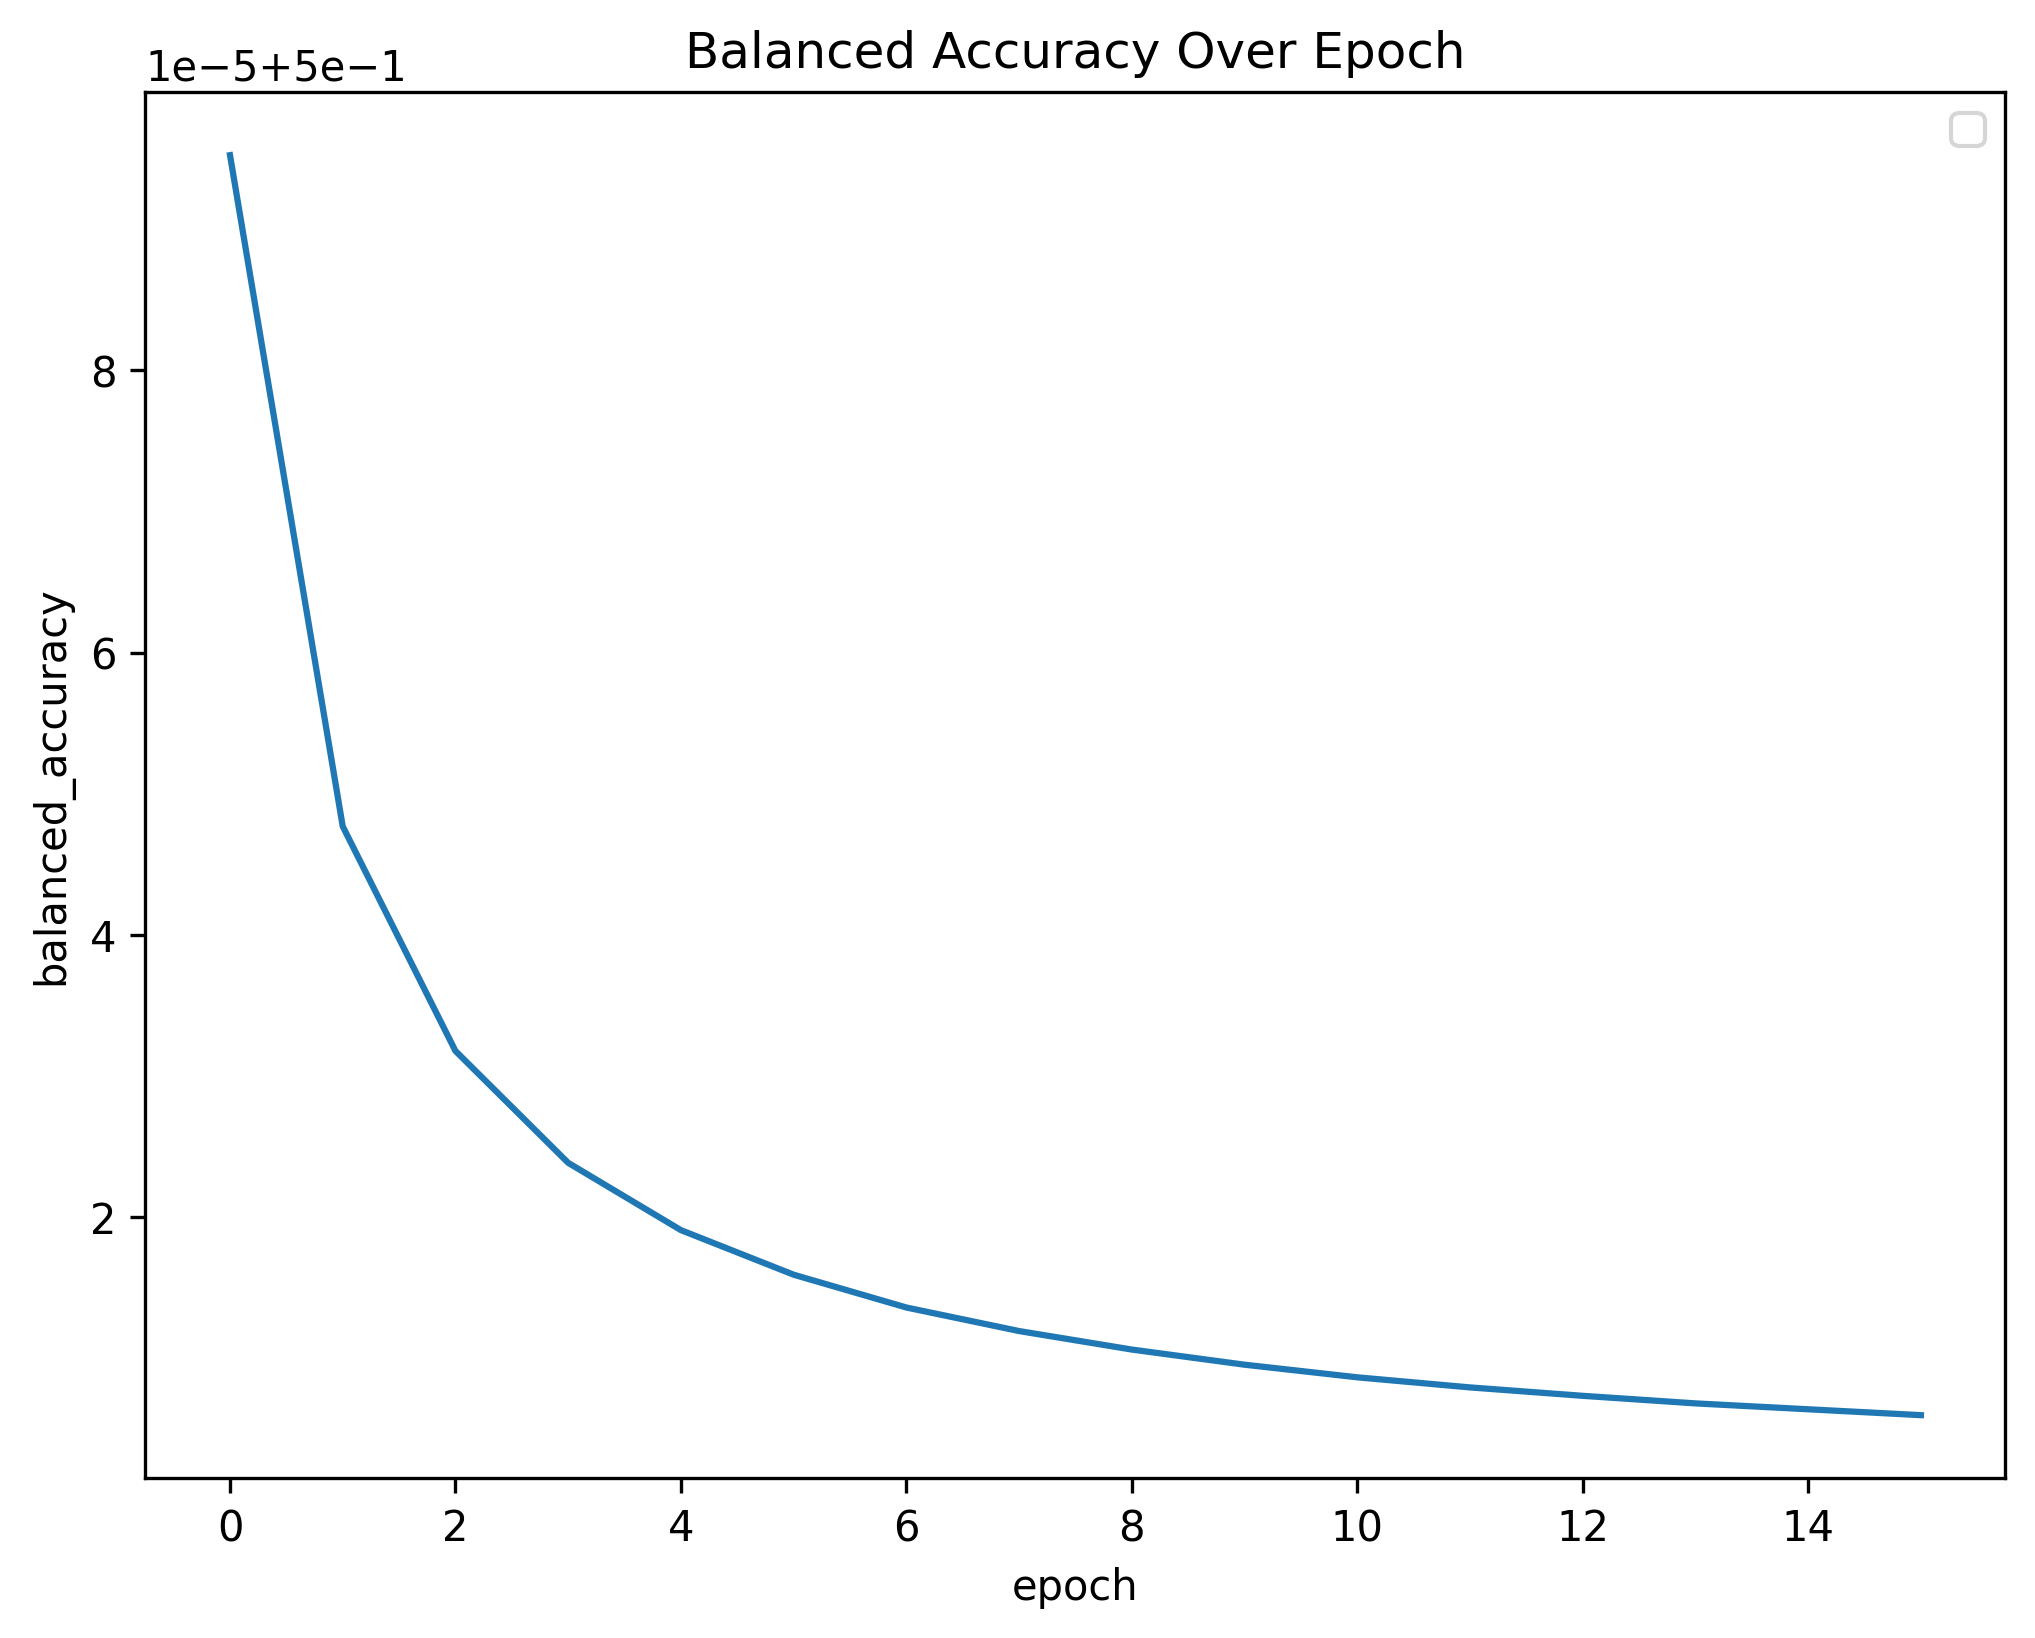 Balanced Accuracy Over Epoch
1e−5+5e−1
8
6
4
2
balanced_accuracy
0 2 4 6 8 10 12 14
epoch